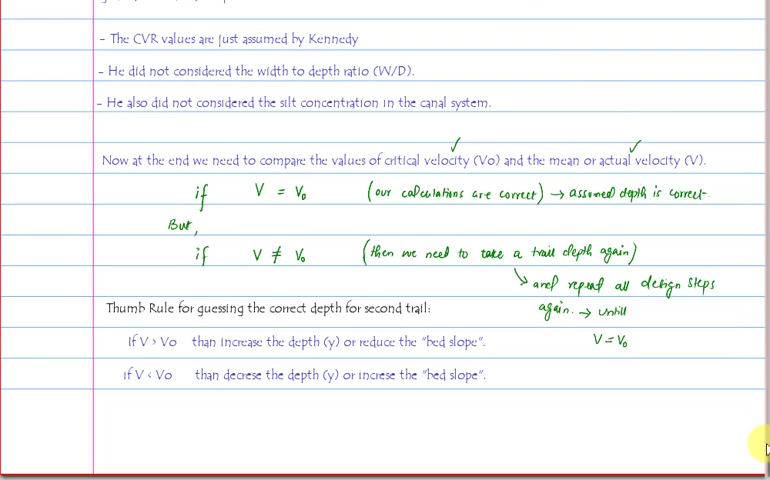 - The CVR values are just assumed by Kennedy
- He did not considered the width to depth ratio (W/D).
- He also did not considered the silt concentration in the canal system.
Now at the end we need to compare the values of critical velocity (Vo) and the mean or actual velocity (V).
if V = Vo (our calculations are correct) → assumed depth is correct.
But,
if V ≠ Vo (then we need to take a trail depth again)
and repeat all design steps
again. → untill
V = Vo
Thumb Rule for guessing the correct depth for second trail:
If V > Vo than increase the depth (y) or reduce the "bed slope".
if V < Vo than decrese the depth (y) or increse the "bed slope".